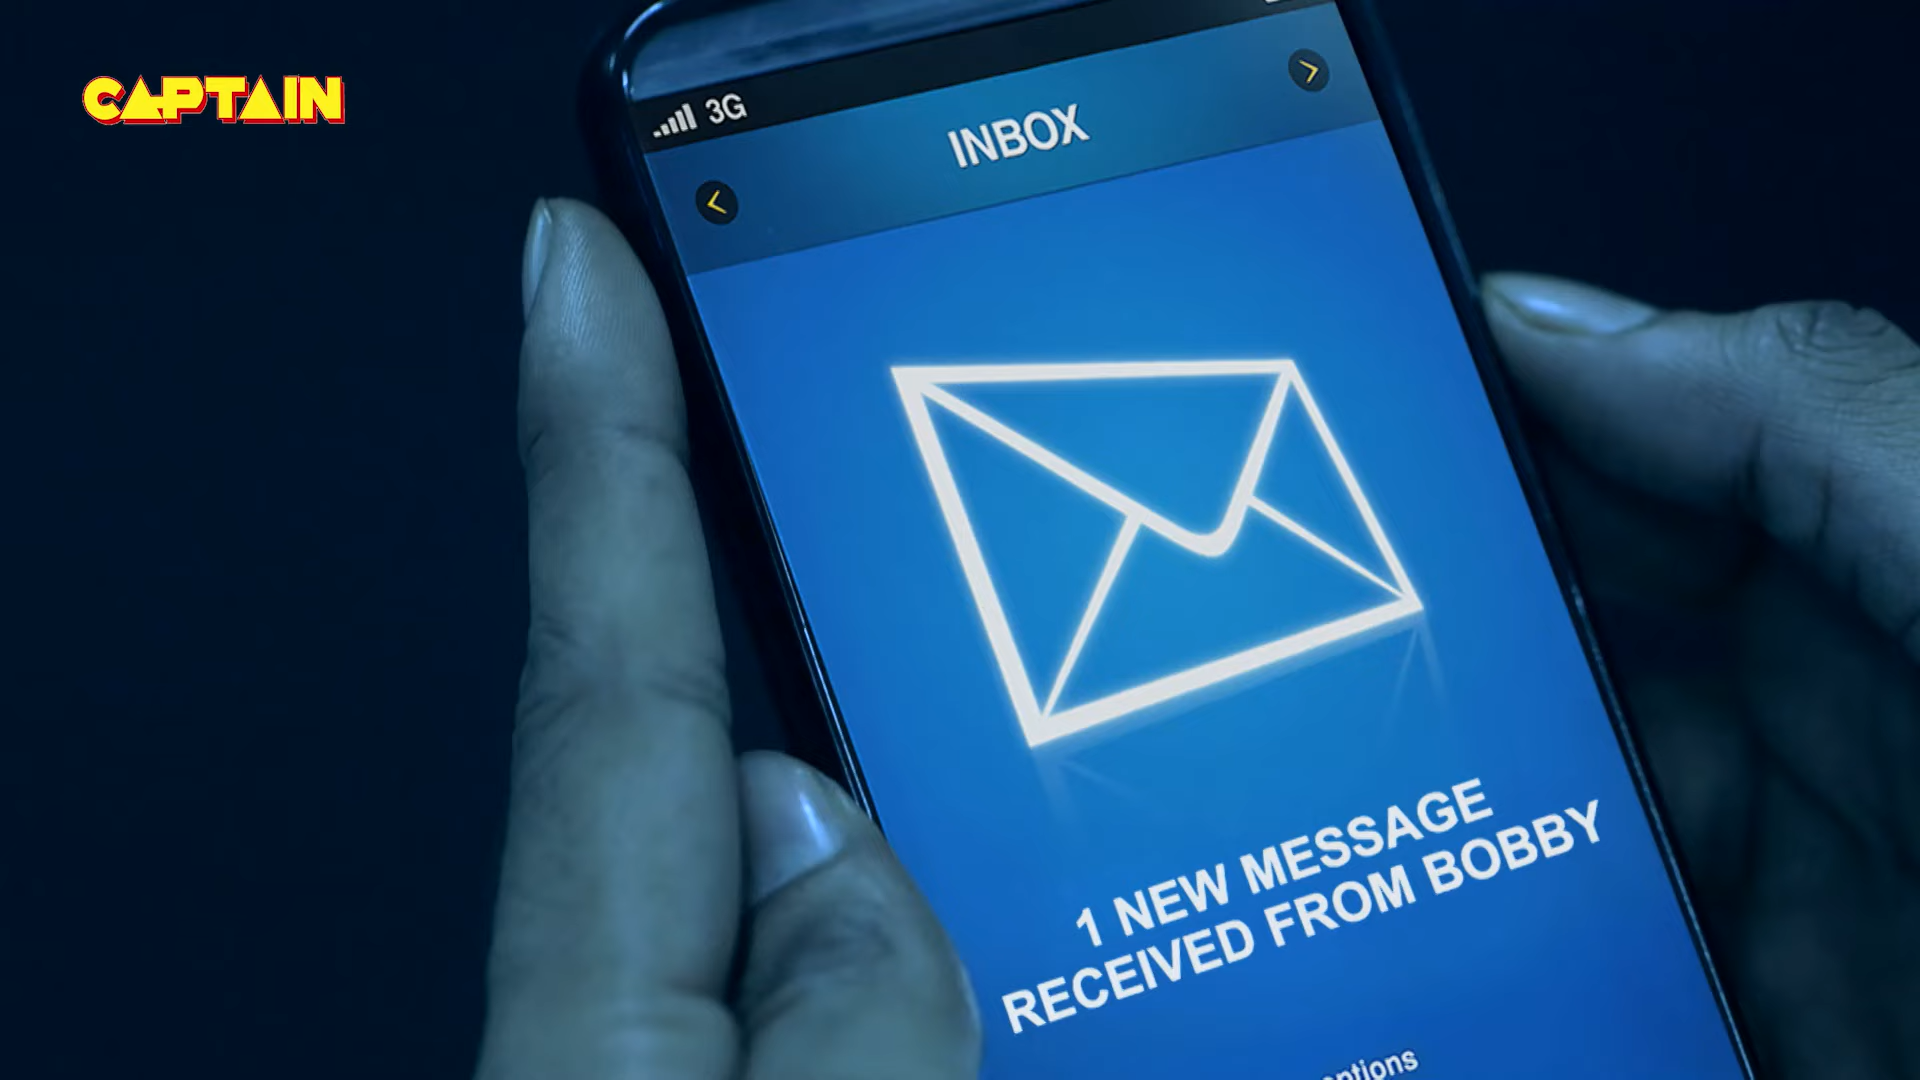 CAPTAIN
3G
INBOX
1 NEW MESSAGE
RECEIVED FROM BOBBY